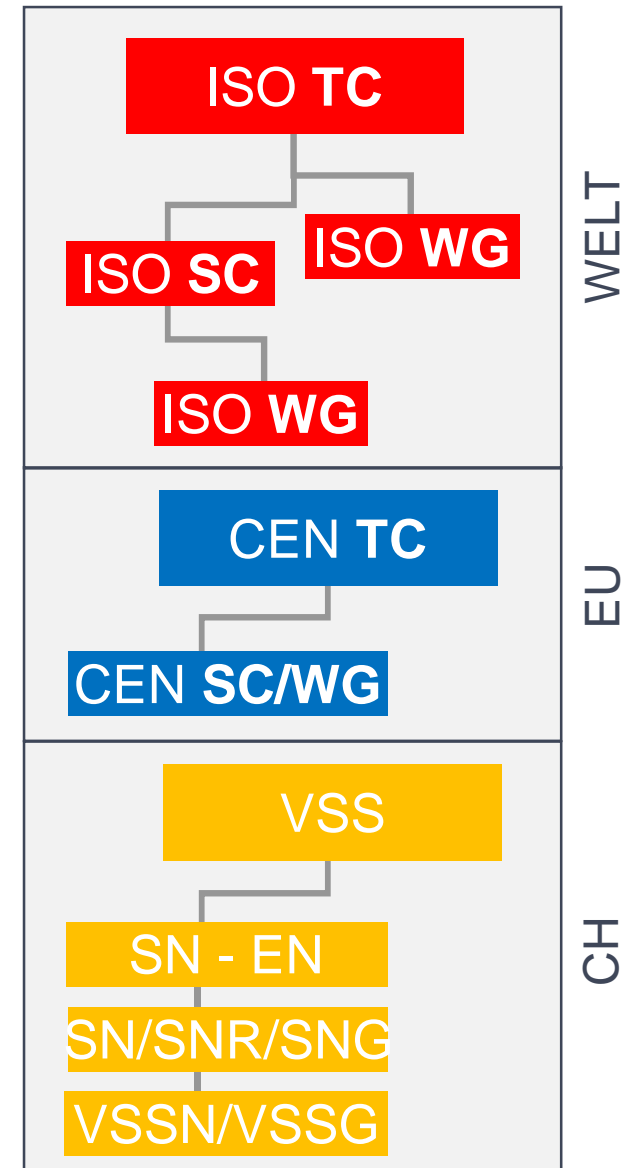 ISO TC
ISO WG
ISO SC
ISO WG
WELT
CEN TC
CEN SC/WG
EU
VSS
SN - EN
SN/SNR/SNG
VSSN/VSSG
CH